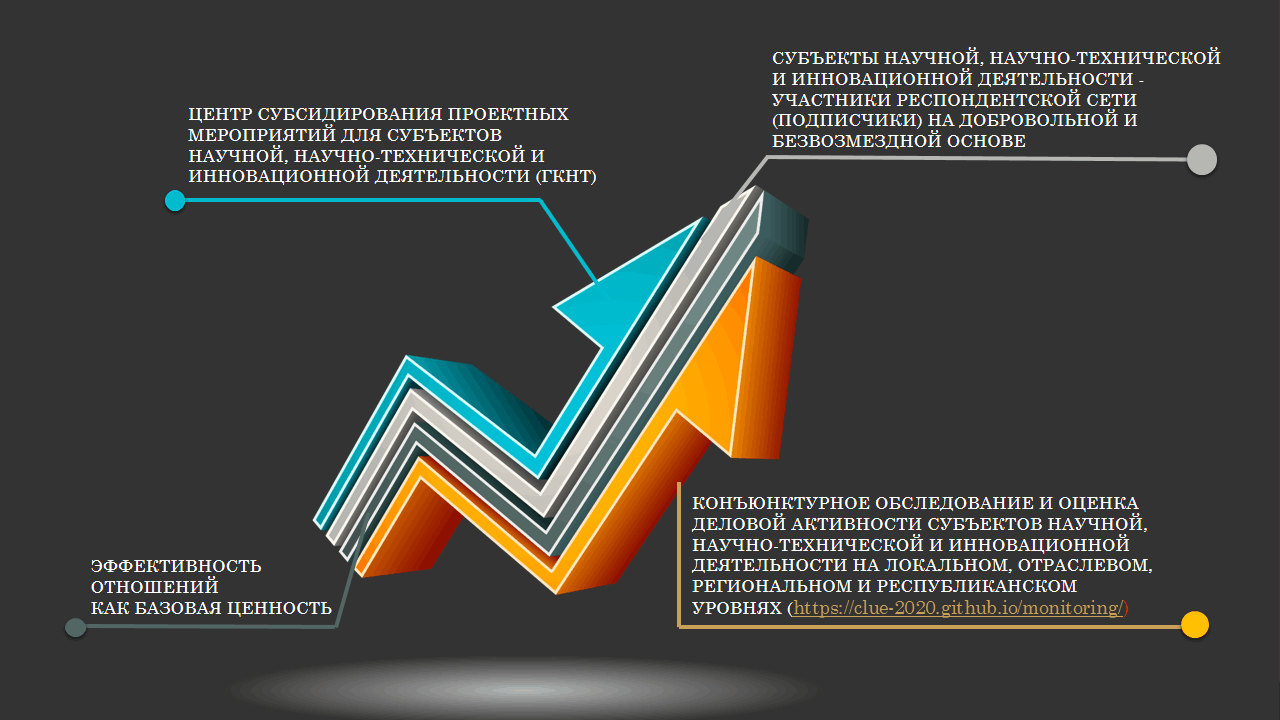 ЦЕНТР СУБСИДИРОВАНИЯ ПРОЕКТНЫХ
МЕРОПРИЯТИЙ ДЛЯ СУБЪЕКТОВ
НАУЧНОЙ, НАУЧНО-ТЕХНИЧЕСКОЙ И
ИННОВАЦИОННОЙ ДЕЯТЕЛЬНОСТИ (ГКНТ)
СУБЪЕКТЫ НАУЧНОЙ, НАУЧНО-ТЕХНИЧЕСКОЙ
И ИННОВАЦИОННОЙ ДЕЯТЕЛЬНОСТИ -
УЧАСТНИКИ РЕСПОНДЕНТСКОЙ СЕТИ
(ПОДПИСЧИКИ) НА ДОБРОВОЛЬНОЙ И
БЕЗВОЗМЕЗДНОЙ ОСНОВЕ
ЭФФЕКТИВНОСТЬ
ОТНОШЕНИЙ
КАК БАЗОВАЯ ЦЕННОСТЬ
КОНЪЮНКТУРНОЕ ОБСЛЕДОВАНИЕ И ОЦЕНКА
ДЕЛОВОЙ АКТИВНОСТИ СУБЪЕКТОВ НАУЧНОЙ,
НАУЧНО-ТЕХНИЧЕСКОЙ И ИННОВАЦИОННОЙ
ДЕЯТЕЛЬНОСТИ НА ЛОКАЛЬНОМ, ОТРАСЛЕВОМ,
РЕГИОНАЛЬНОМ И РЕСПУБЛИКАНСКОМ
УРОВНЯХ (https://clue-2020.github.io/monitoring/)